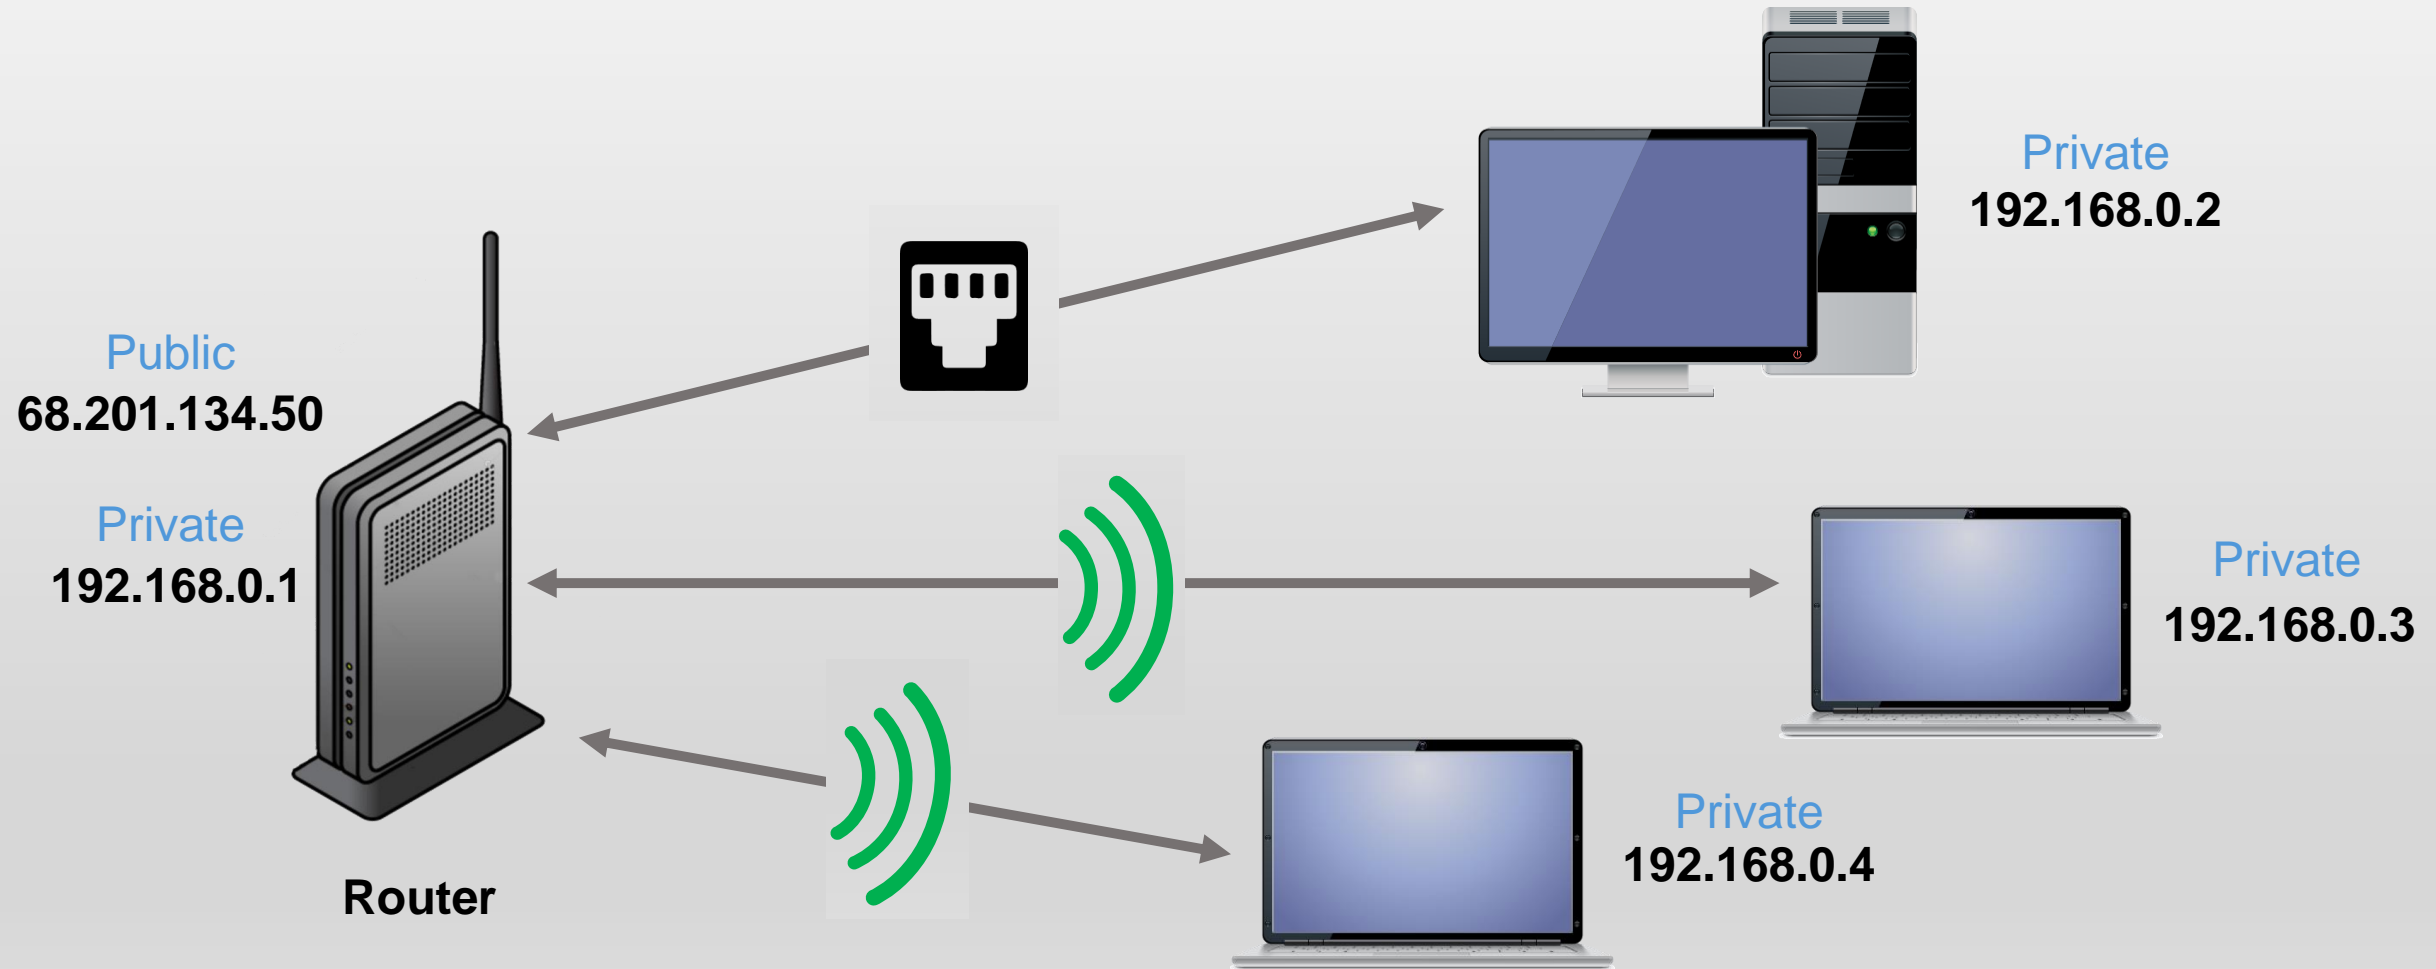 Public
68.201.134.50
Private
192.168.0.1
Router
Private
192.168.0.2
Private
192.168.0.3
Private
192.168.0.4